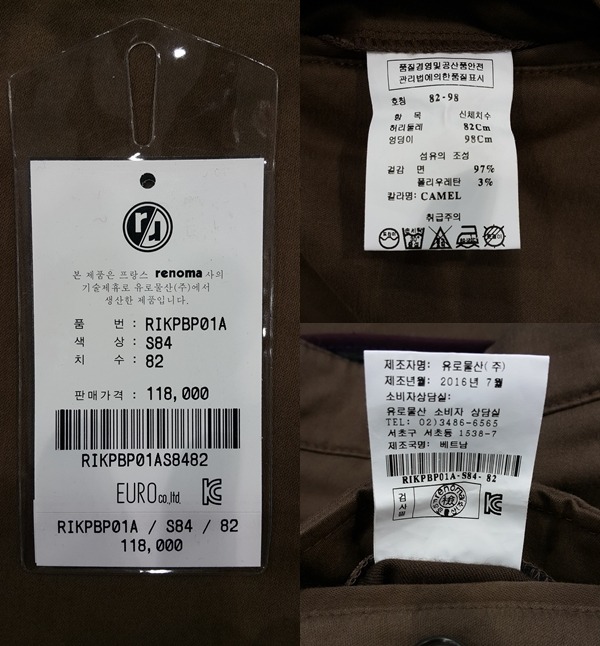 본 제품은 프랑스 renoma 사의
기술제휴로 유로물산(주)에서
생산한 제품입니다.
품 번 : RIKPBP01A
색 상 : S84
치 수 : 82
판매가격 : 118,000
RIKPBP01AS8482
EURO co.,ltd.
RIKPBP01A / S84 / 82
118,000
품질경영및공산품안전
관리법에의한품질표시
호칭 82-98
항 목 신체치수
허리둘레 82Cm
엉덩이 98Cm
섬유의 조성
겉감 면 97%
폴리우레탄 3%
칼라명: CAMEL
취급주의
제조자명: 유로물산(주)
제조년월: 2016년 7월
소비자상담실:
유로물산 소비자 상담실
TEL: 02)3486-6565
서초구 서초동 1538-7
제조국명: 베트남
RIKPBP01A-S84-82
검사필
renoma